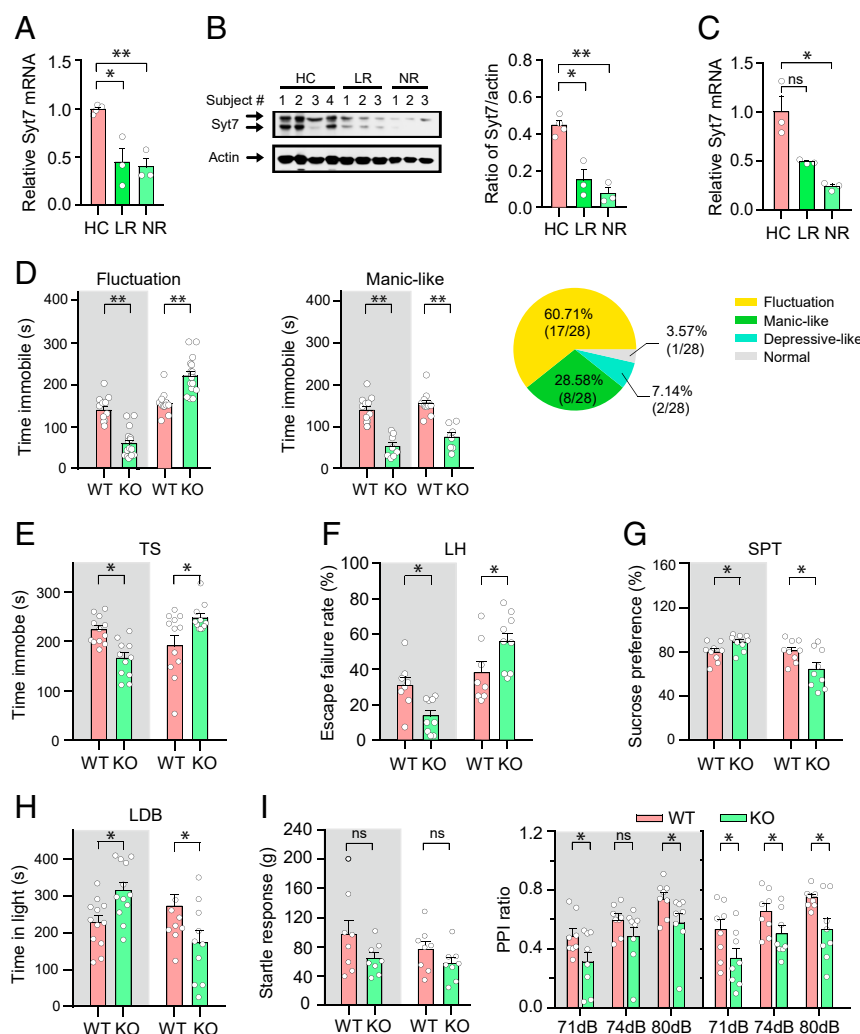 A
Relative Syt7 mRNA
1.5
1.0
0.5
0.0
**
*
HC LR NR
B
HC LR NR
Subject # 1 2 3 4 1 2 3 1 2 3
Syt7
Actin
Ratio of Syt7/actin
0.8
0.6
0.4
0.2
0.0
**
*
HC LR NR
C
Relative Syt7 mRNA
1.5
1.0
0.5
0.0
*
ns
HC LR NR
D
Fluctuation
Time immobile (s)
400
300
200
100
0
** **
WT KO WT KO
Manic-like
Time immobile (s)
400
300
200
100
0
** **
WT KO WT KO
60.71%
(17/28)
28.58%
(8/28)
3.57%
(1/28)
7.14%
(2/28)
Fluctuation
Manic-like
Depressive-like
Normal
E
TS
Time immobe (s)
300
200
100
0
* *
WT KO WT KO
F
LH
Escape failure rate (%)
100
80
60
40
20
0
* *
WT KO WT KO
G
SPT
Sucrose preference (%)
160
120
80
40
0
* *
WT KO WT KO
H
LDB
Time in light (s)
400
300
200
100
0
* *
WT KO WT KO
I
Startle response (g)
240
200
160
120
80
40
0
ns ns
WT KO WT KO
WT KO
PPI ratio
1.2
0.8
0.4
0.0
* ns * * * *
71dB 74dB 80dB 71dB 74dB 80dB